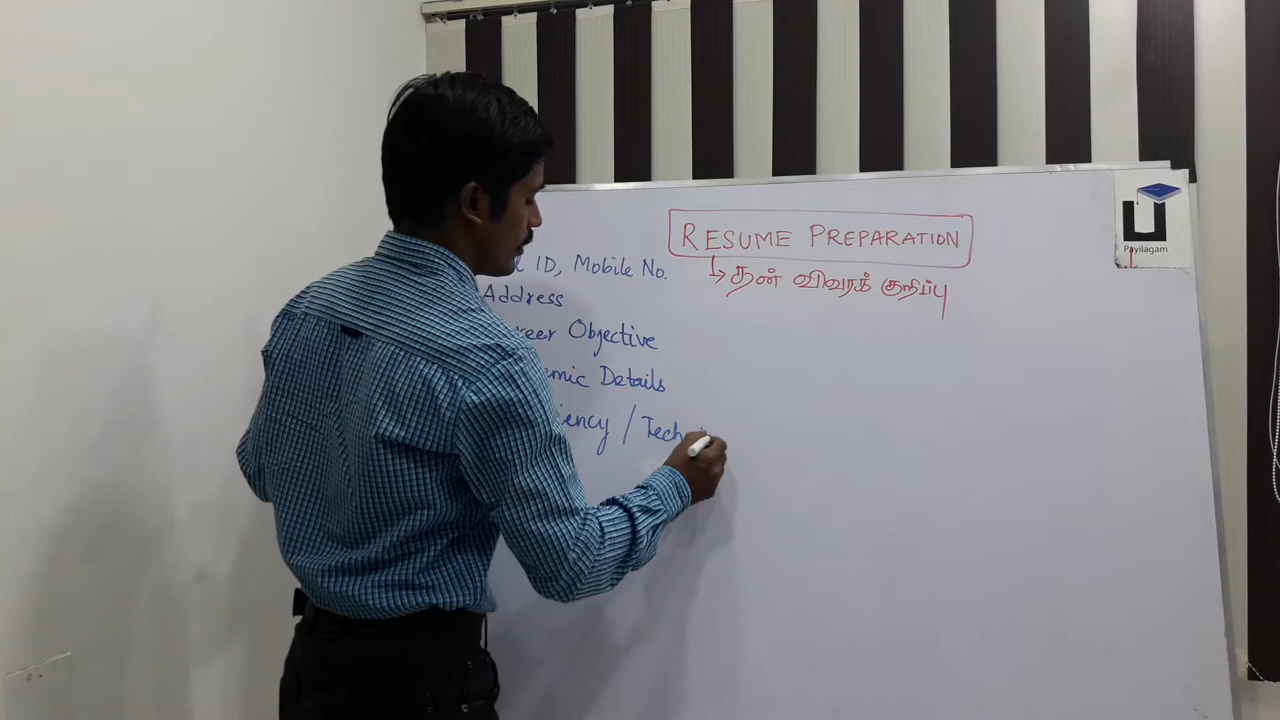 RESUME PREPARATION
தன் விவரக் குறிப்பு
ID, Mobile No.
Address
Objective
Details
/
Payilagam